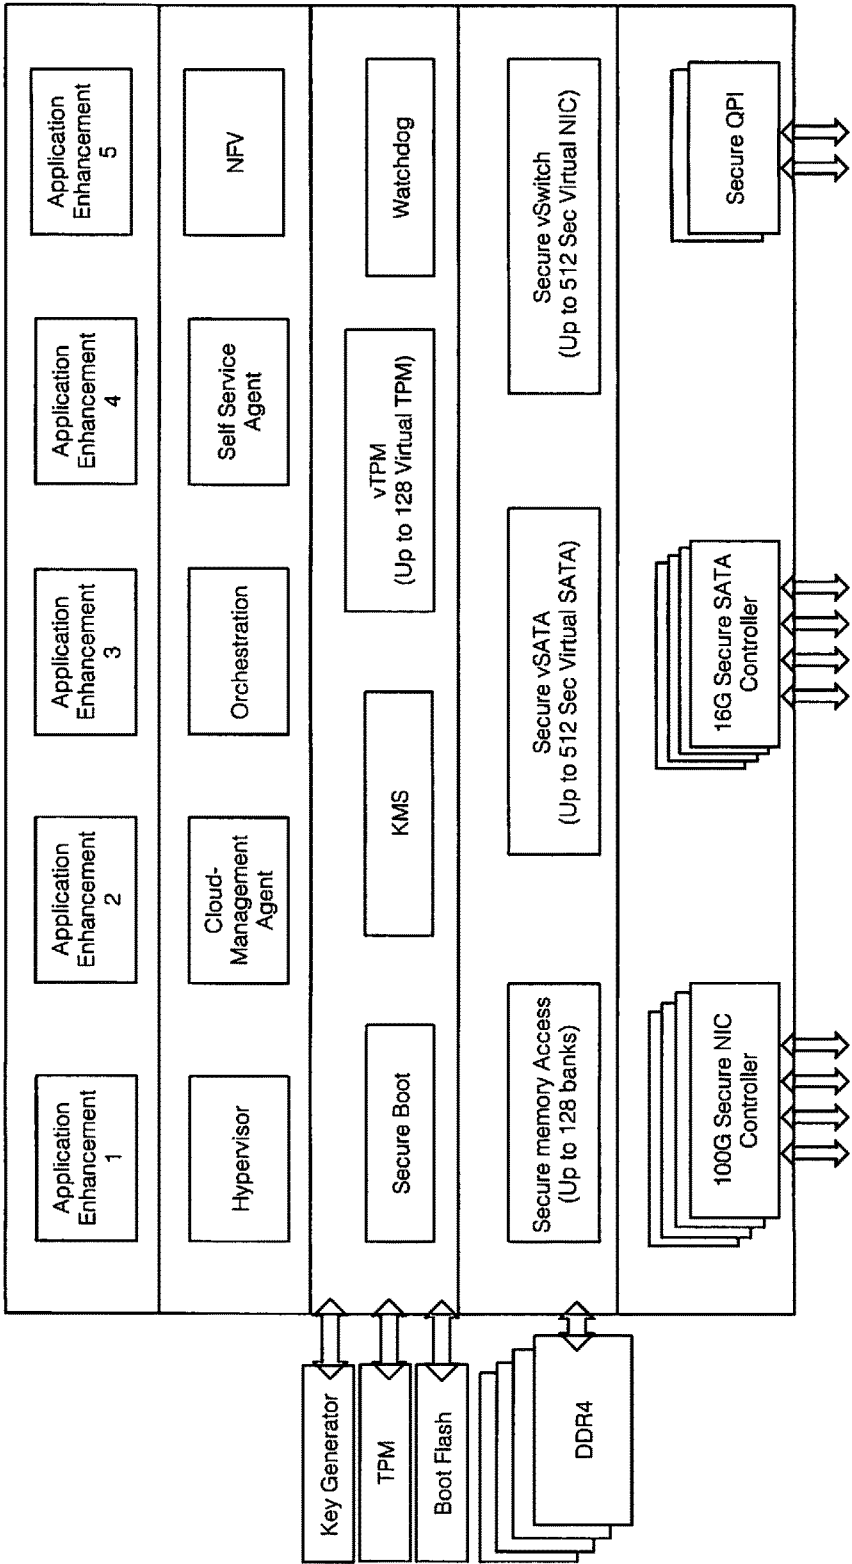 Application
Enhancement
1
Application
Enhancement
2
Application
Enhancement
3
Application
Enhancement
4
Application
Enhancement
5
Hypervisor
Cloud-
Management
Agent
Orchestration
Self Service
Agent
NFV
Key Generator
TPM
Boot Flash
Secure Boot
KMS
vTPM
(Up to 128 Virtual TPM)
Watchdog
DDR4
Secure memory Access
(Up to 128 banks)
Secure vSATA
(Up to 512 Sec Virtual SATA)
Secure vSwitch
(Up to 512 Sec Virtual NIC)
100G Secure NIC
Controller
16G Secure SATA
Controller
Secure QPI